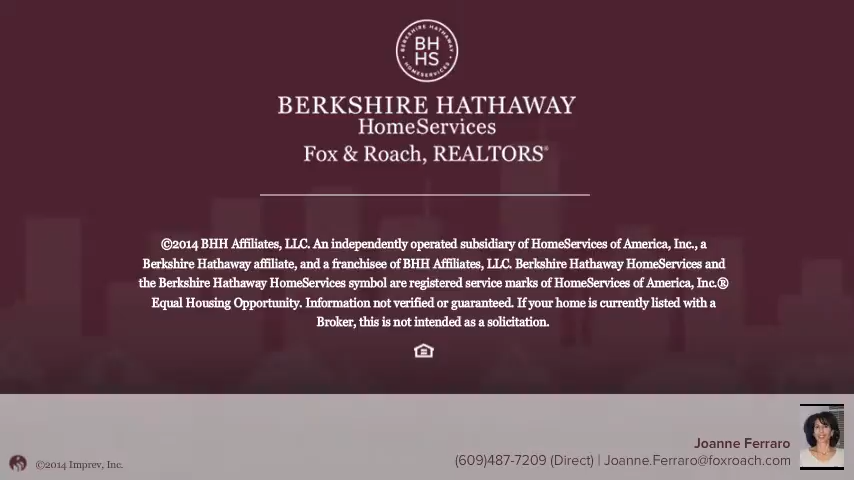 BERKSHIRE HATHAWAY
HOMESERVICES
BH
HS
BERKSHIRE HATHAWAY
HomeServices
Fox & Roach, REALTORS®
©2014 BHH Affiliates, LLC. An independently operated subsidiary of HomeServices of America, Inc., a
Berkshire Hathaway affiliate, and a franchisee of BHH Affiliates, LLC. Berkshire Hathaway HomeServices and
the Berkshire Hathaway HomeServices symbol are registered service marks of HomeServices of America, Inc.®
Equal Housing Opportunity. Information not verified or guaranteed. If your home is currently listed with a
Broker, this is not intended as a solicitation.
Joanne Ferraro
(609)487-7209 (Direct) | Joanne.Ferraro@foxroach.com
©2014 Imprev, Inc.